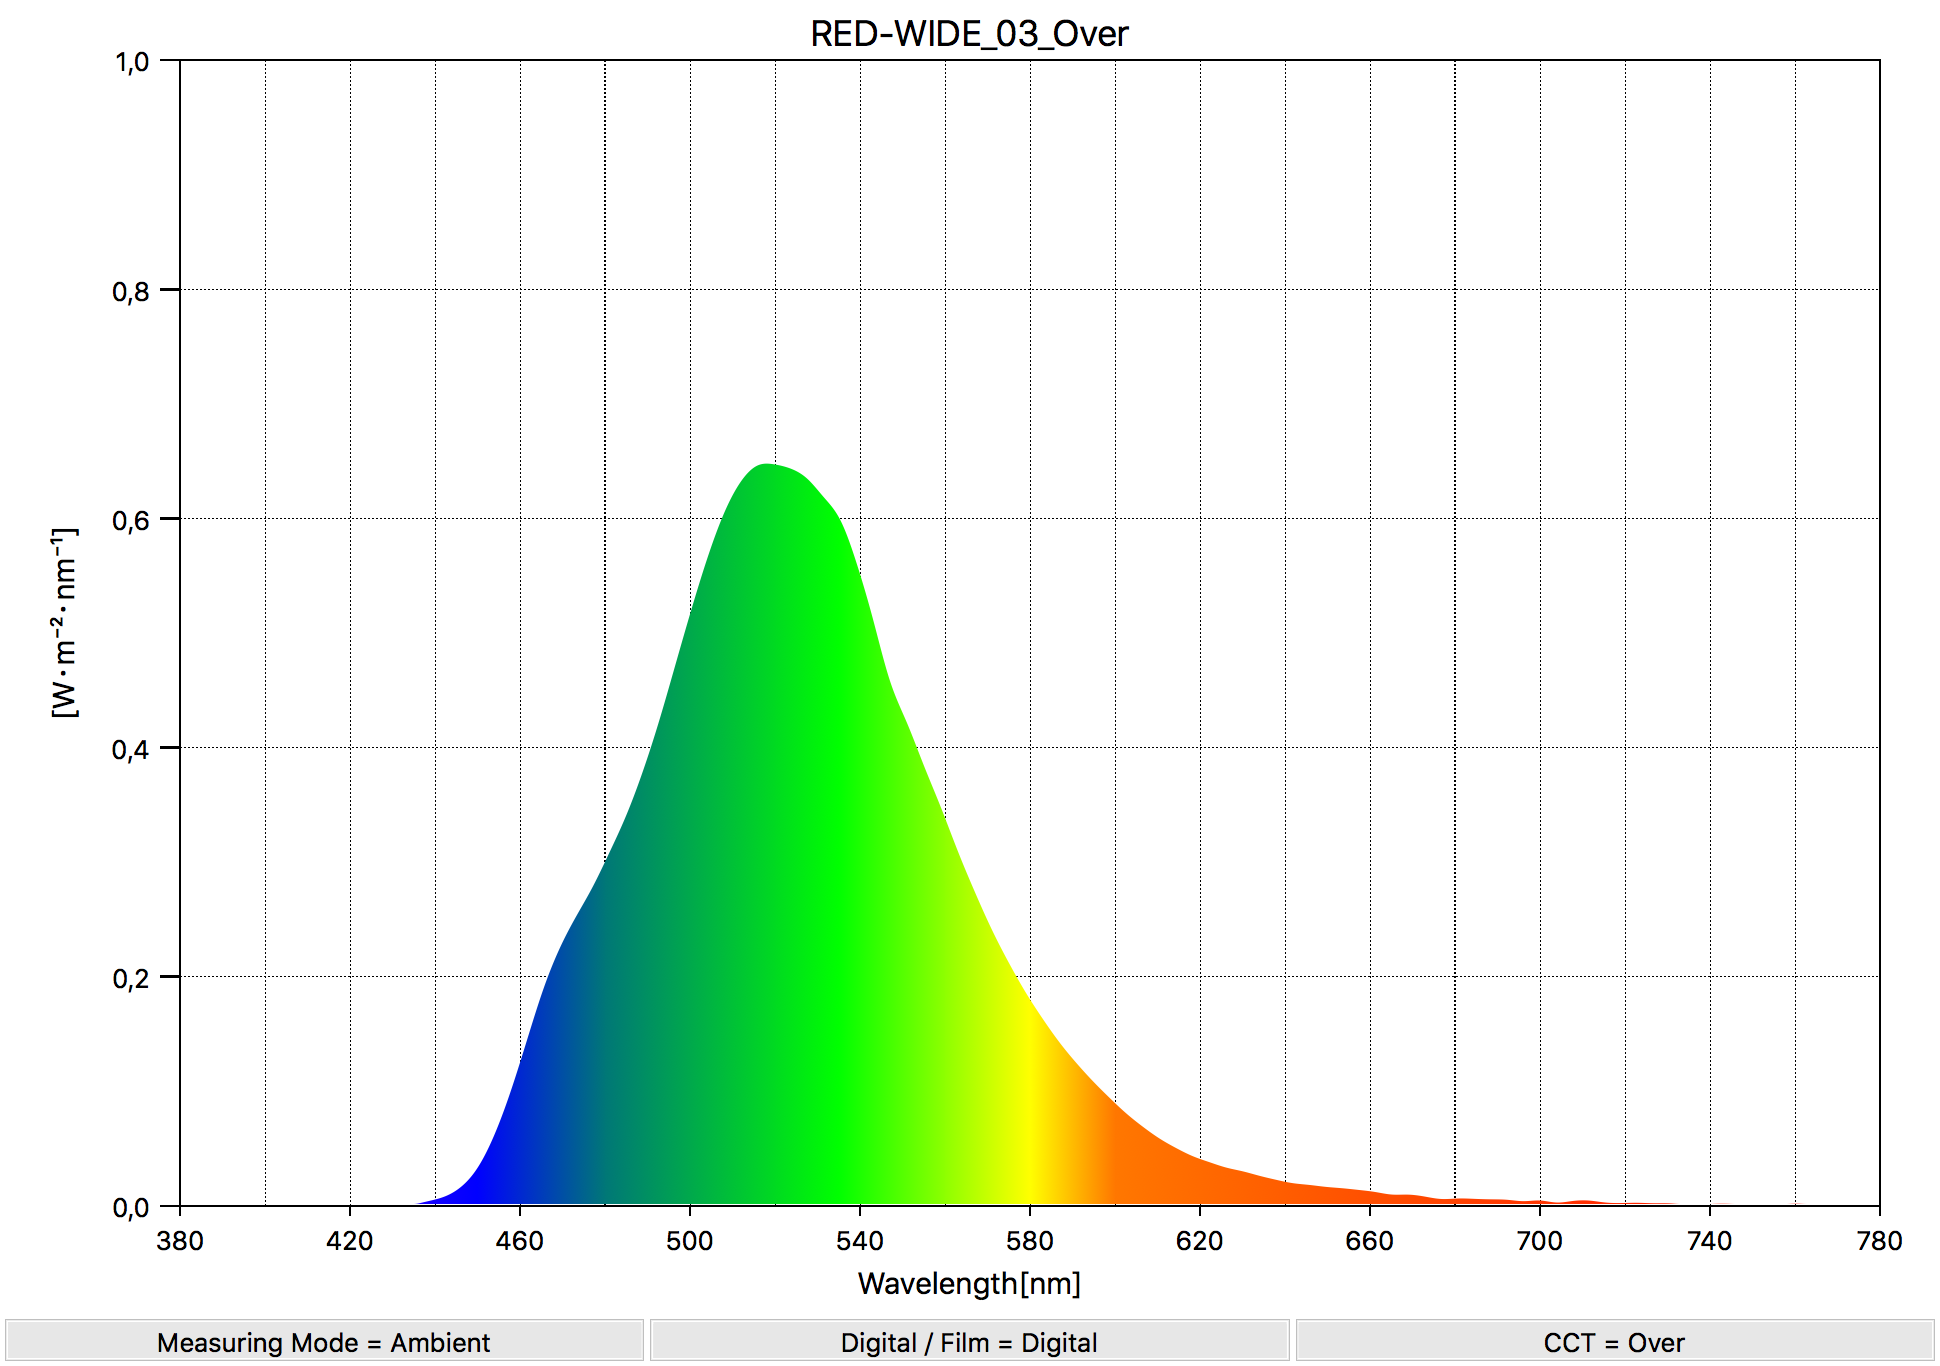 RED-WIDE_03_Over
1,0
0,8
0,6
0,4
0,2
0,0
[W·m⁻²·nm⁻¹]
380 420 460 500 540 580 620 660 700 740 780
Wavelength[nm]
Measuring Mode = Ambient
Digital / Film = Digital
CCT = Over